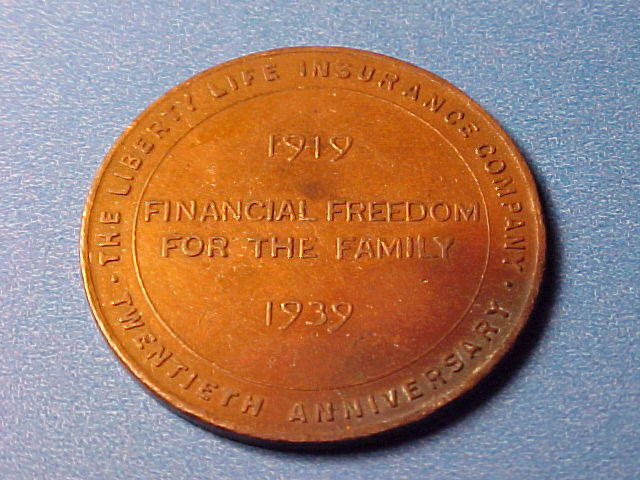 · THE LIBERTY LIFE INSURANCE COMPANY ·
1919
FINANCIAL FREEDOM
FOR THE FAMILY
1939
TWENTIETH ANNIVERSARY